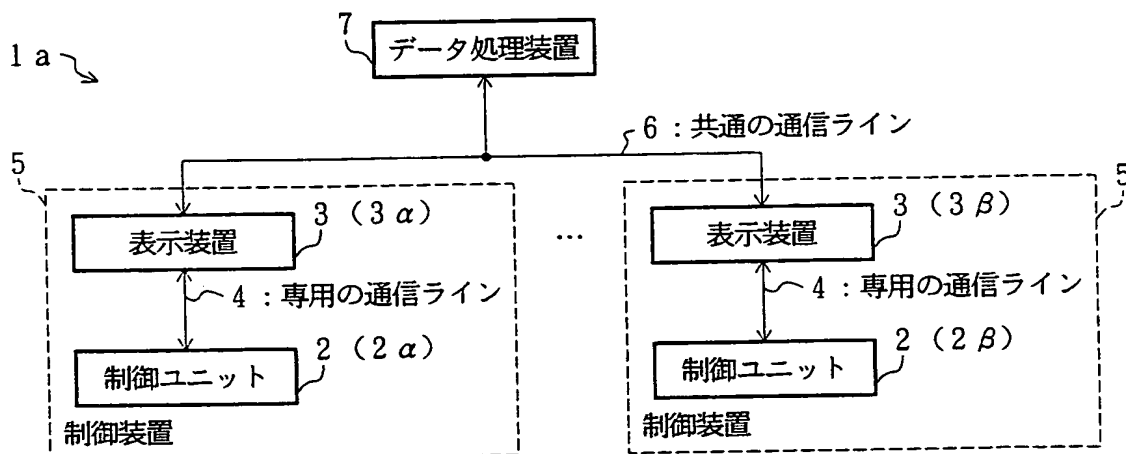 1a
7
データ処理装置
6：共通の通信ライン
5
5
3（3α）
表示装置
…
3（3β）
表示装置
4：専用の通信ライン
4：専用の通信ライン
2（2α）
制御ユニット
2（2β）
制御ユニット
制御装置
制御装置